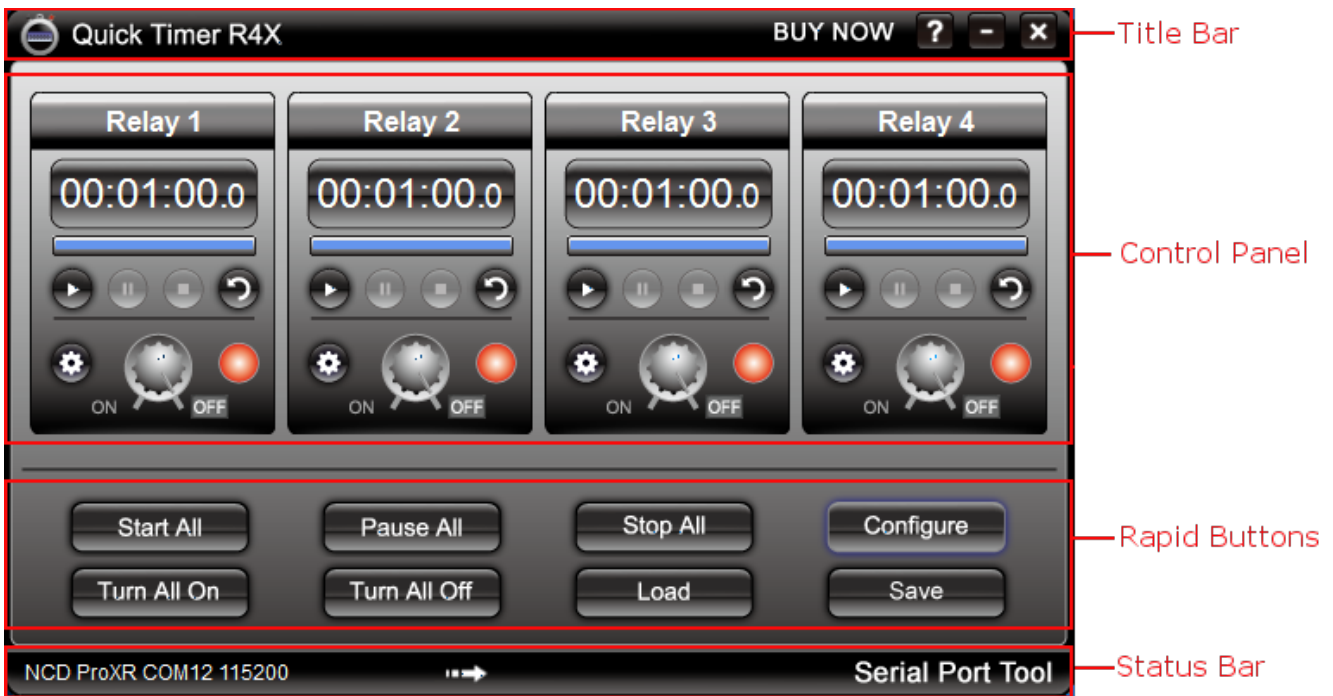 Quick Timer R4X BUY NOW ? - x Title Bar
Relay 1 Relay 2 Relay 3 Relay 4
00:01:00.0 00:01:00.0 00:01:00.0 00:01:00.0
Control Panel
ON OFF ON OFF ON OFF ON OFF
Start All Pause All Stop All Configure
Rapid Buttons
Turn All On Turn All Off Load Save
NCD ProXR COM12 115200 Serial Port Tool Status Bar